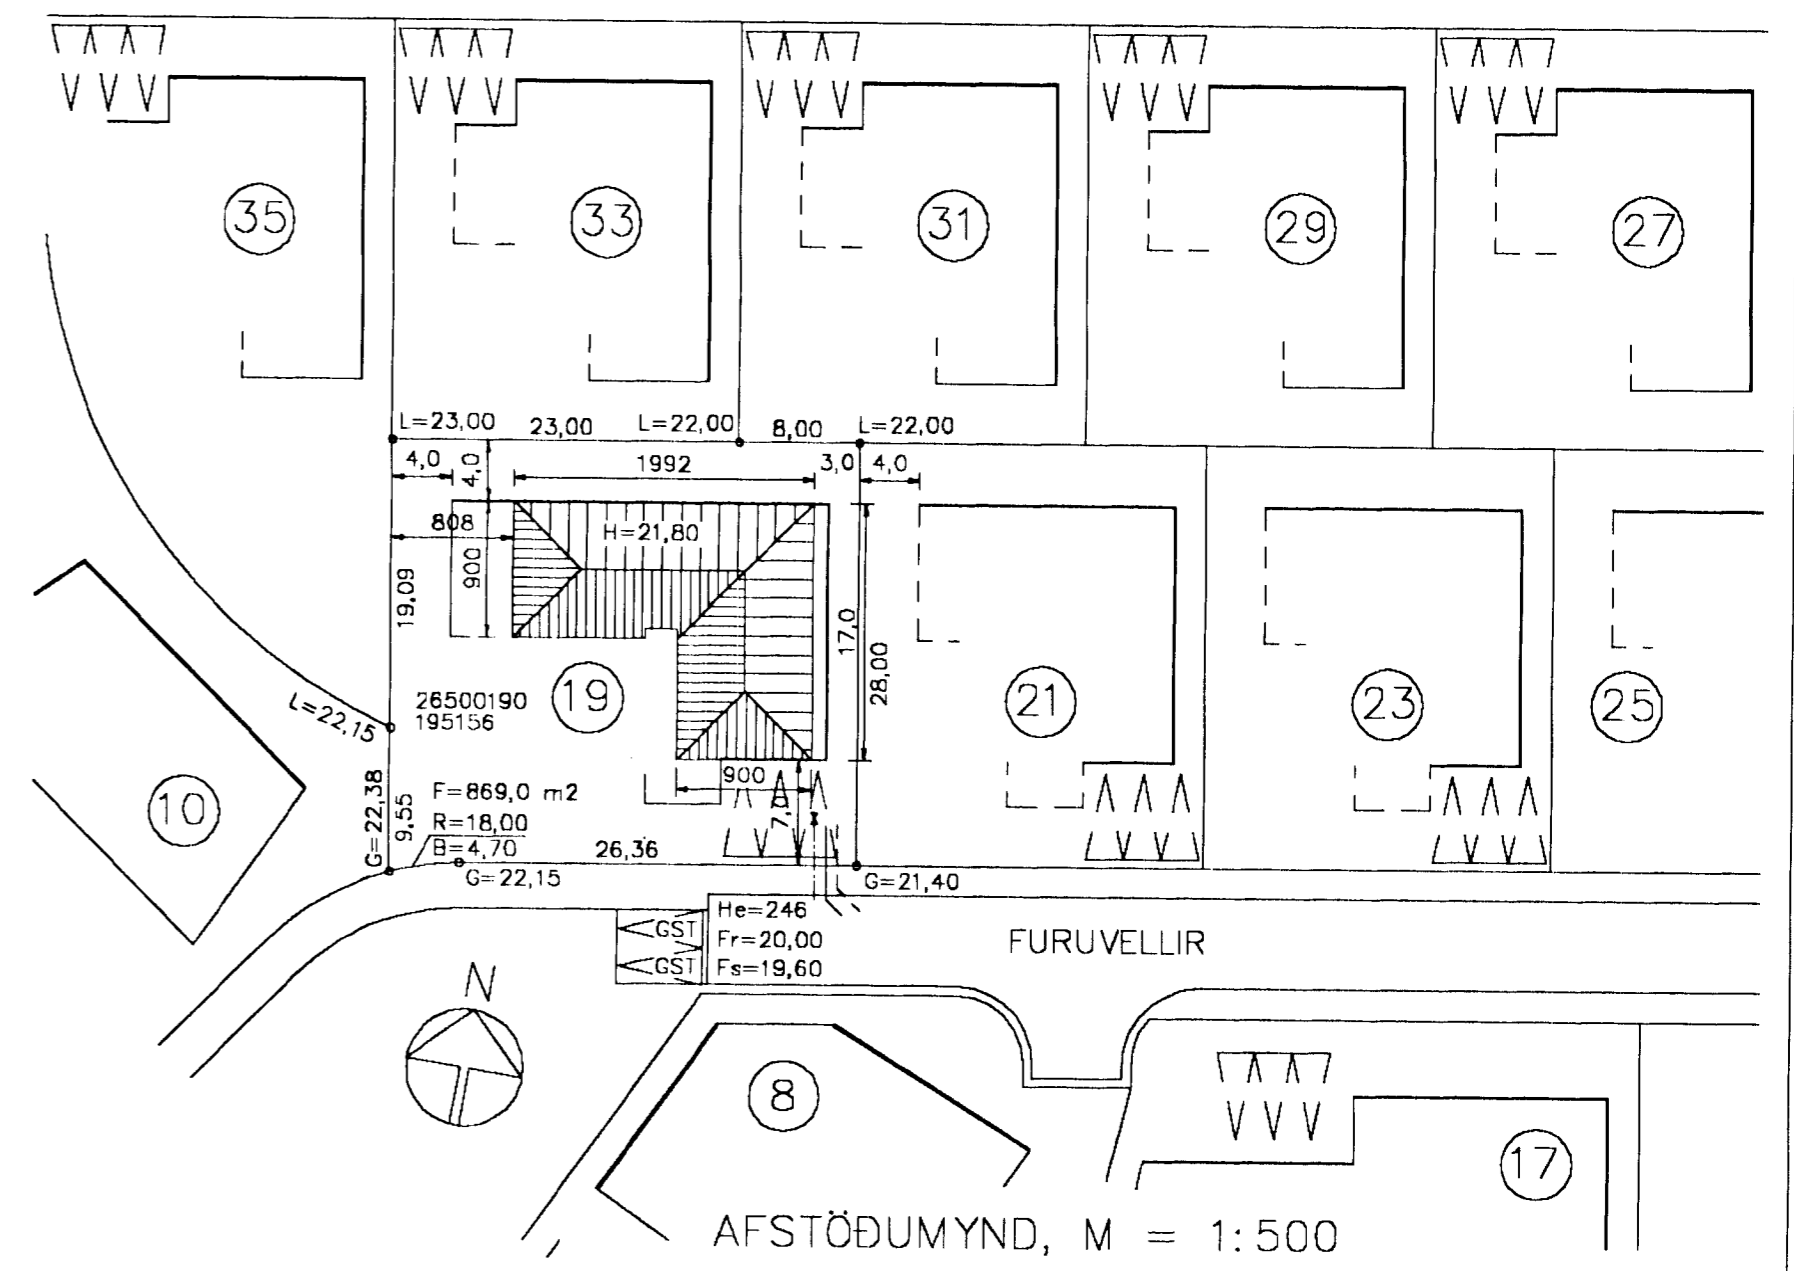 35
33
31
29
27
L=23,00
23,00
L=22,00
8,00
L=22,00
4,0
4,0
1992
3,0
4,0
808
900
H=21,80
19,09
17,0
28,00
L=22,15
26500190
195156
19
21
23
25
10
G=22,38
9,55
F=869,0 m2
R=18,00
B=4,70
26,36
900
7,0
G=22,15
G=21,40
He=246
Fr=20,00
Fs=19,60
GST
GST
FURUVELLIR
N
8
17
AFSTÖÐUMYND, M = 1:500